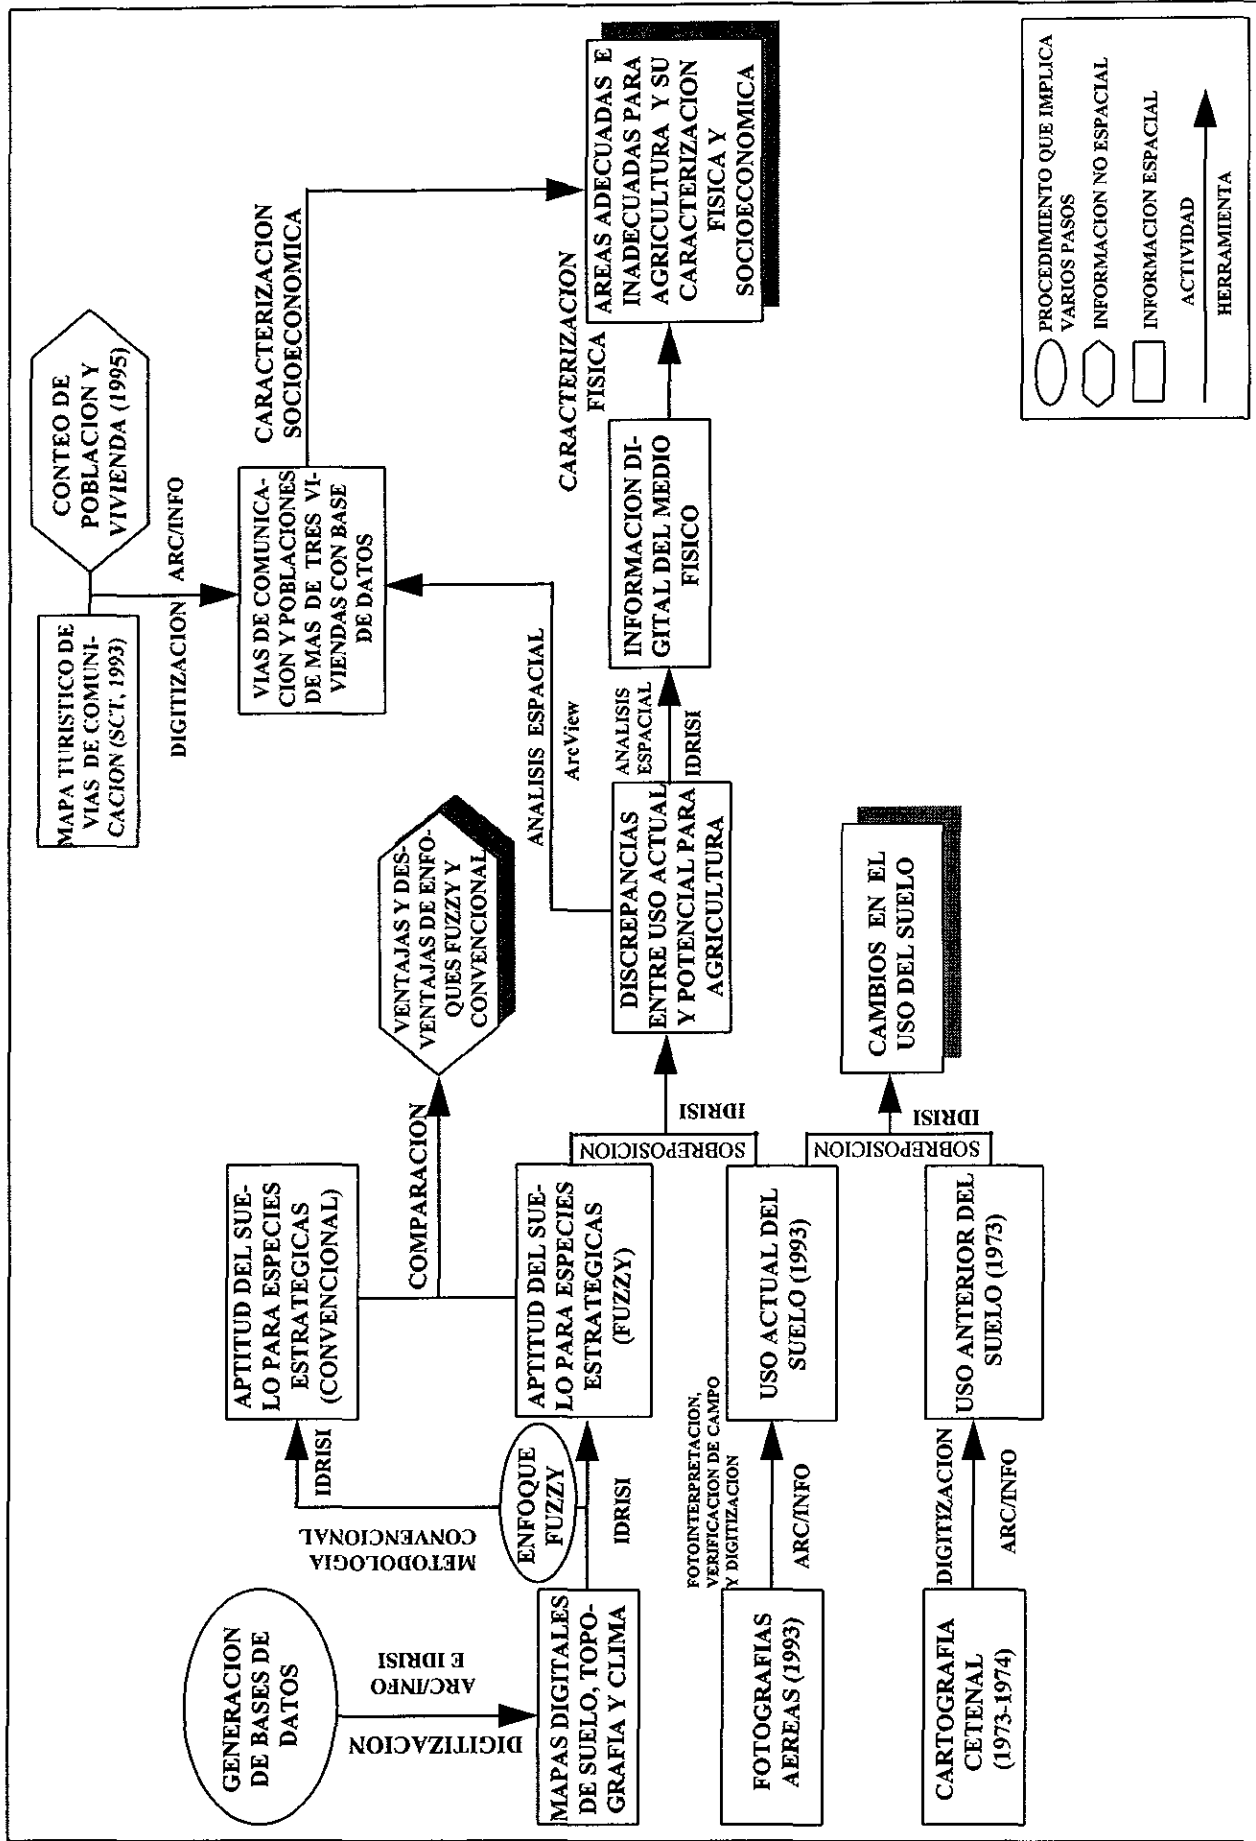 GENERACION
DE BASES DE
DATOS
DIGITIZACION
ARC/INFO
E IDRISI
MAPAS DIGITALES
DE SUELO, TOPO-
GRAFIA Y CLIMA
METODOLOGIA
CONVENCIONAL
IDRISI
ENFOQUE
FUZZY
IDRISI
APTITUD DEL SUE-
LO PARA ESPECIES
ESTRATEGICAS
(CONVENCIONAL)
APTITUD DEL SUE-
LO PARA ESPECIES
ESTRATEGICAS
(FUZZY)
COMPARACION
VENTAJAS Y DES-
VENTAJAS DE ENFO-
QUES FUZZY Y
CONVENCIONAL
FOTOGRAFIAS
AEREAS (1993)
FOTOINTERPRETACION,
VERIFICACION DE CAMPO
Y DIGITIZACION
ARC/INFO
USO ACTUAL DEL
SUELO (1993)
SOBREPOSICION
IDRISI
DISCREPANCIAS
ENTRE USO ACTUAL
Y POTENCIAL PARA
AGRICULTURA
CARTOGRAFIA
CETENAL
(1973-1974)
DIGITIZACION
ARC/INFO
USO ANTERIOR DEL
SUELO (1973)
SOBREPOSICION
IDRISI
CAMBIOS EN EL
USO DEL SUELO
MAPA TURISTICO DE
VIAS DE COMUNI-
CACION (SCT, 1993)
CONTEO DE
POBLACION Y
VIVIENDA (1995)
DIGITIZACION
ARC/INFO
VIAS DE COMUNICA-
CION Y POBLACIONES
DE MAS DE TRES VI-
VIENDAS CON BASE
DE DATOS
ANALISIS ESPACIAL
ArcView
ANALISIS
ESPACIAL
IDRISI
INFORMACION DI-
GITAL DEL MEDIO
FISICO
CARACTERIZACION
SOCIOECONOMICA
CARACTERIZACION
FISICA
AREAS ADECUADAS E
INADECUADAS PARA
AGRICULTURA Y SU
CARACTERIZACION
FISICA Y
SOCIOECONOMICA
PROCEDIMIENTO QUE IMPLICA
VARIOS PASOS
INFORMACION NO ESPACIAL
INFORMACION ESPACIAL
ACTIVIDAD
HERRAMIENTA